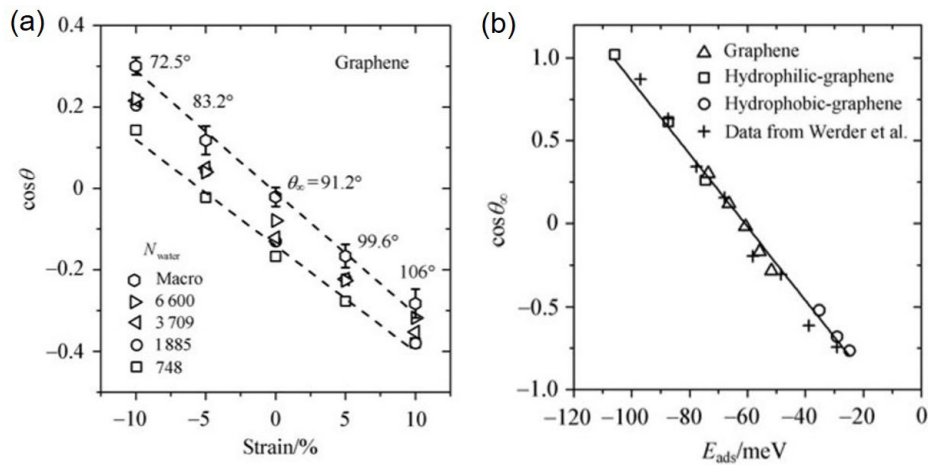 (a)
0.4
0.2
0
−0.2
−0.4
cosθ
Graphene
72.5°
83.2°
θ∞=91.2°
99.6°
106°
Nwater
Macro
6 600
3 709
1 885
748
−10
−5
0
5
10
Strain/%
(b)
1.0
0.5
0
−0.5
−1.0
cosθ∞
Graphene
Hydrophilic-graphene
Hydrophobic-graphene
Data from Werder et al.
−120
−100
−80
−60
−40
−20
0
Eads/meV